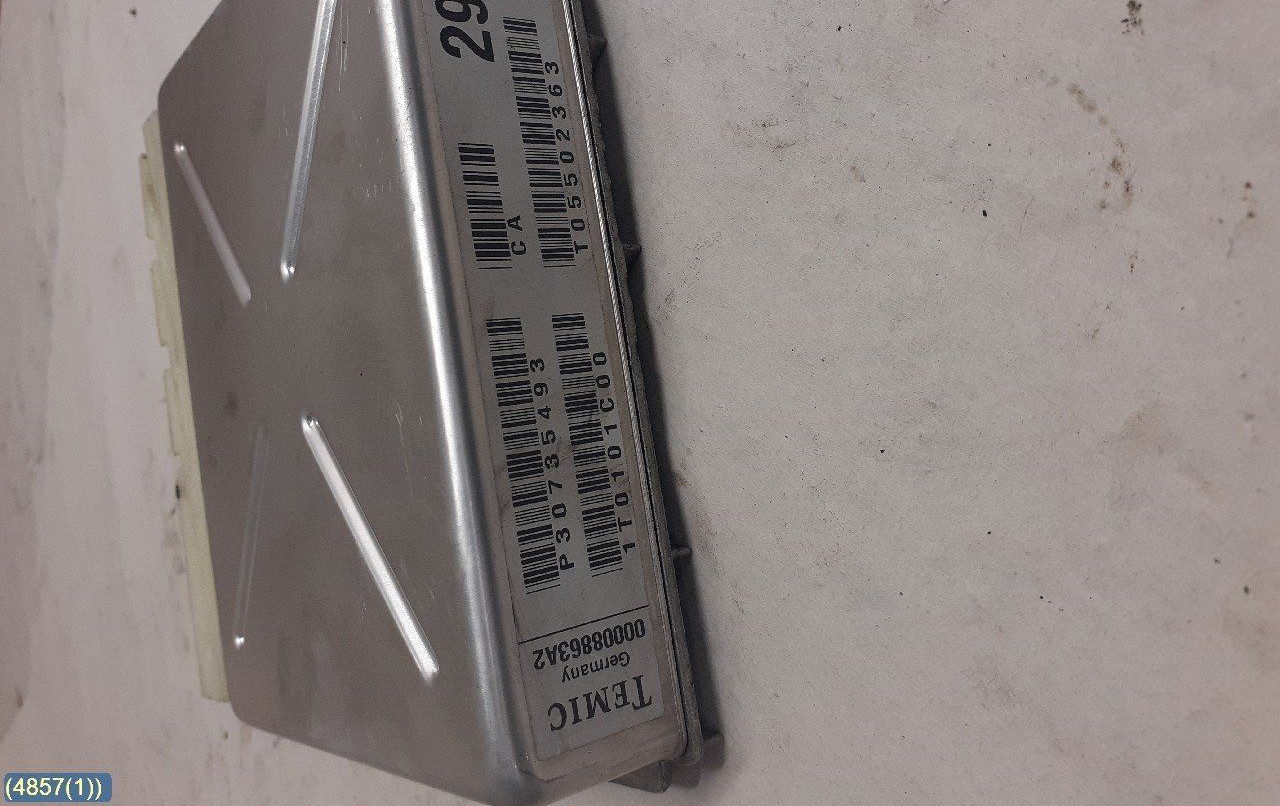 29
CA
T05502363
P30735493
1T0101C00
00008863A2
Germany
TEMIC
(4857(1))